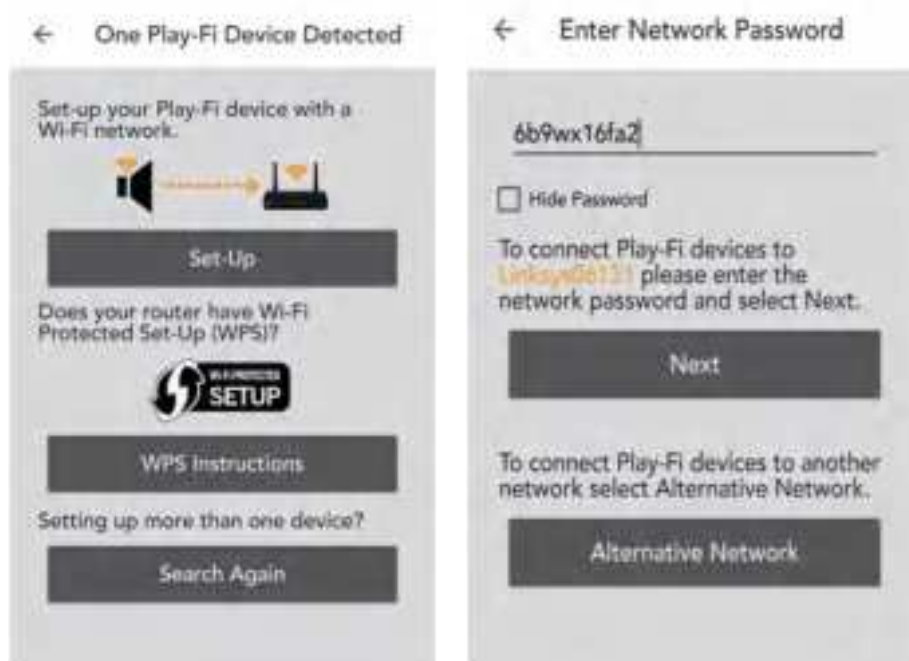 One Play-Fi Device Detected
Set-up your Play-Fi device with a
Wi-Fi network.
Set-Up
Does your router have Wi-Fi
Protected Set-Up (WPS)?
WI-FI PROTECTED
SETUP
WPS Instructions
Setting up more than one device?
Search Again
Enter Network Password
6b9wx16fa2
Hide Password
To connect Play-Fi devices to
please enter the
network password and select Next.
Next
To connect Play-Fi devices to another
network select Alternative Network.
Alternative Network